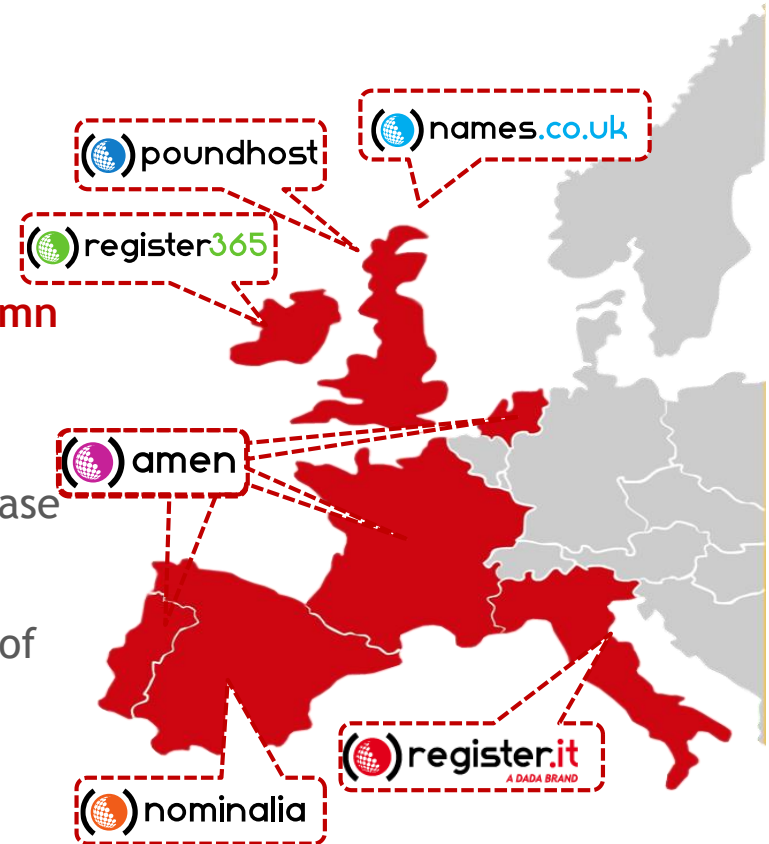 names.co.uk
poundhost
register365
mn
amen
ase
of
register.it
A DADA BRAND
nominalia